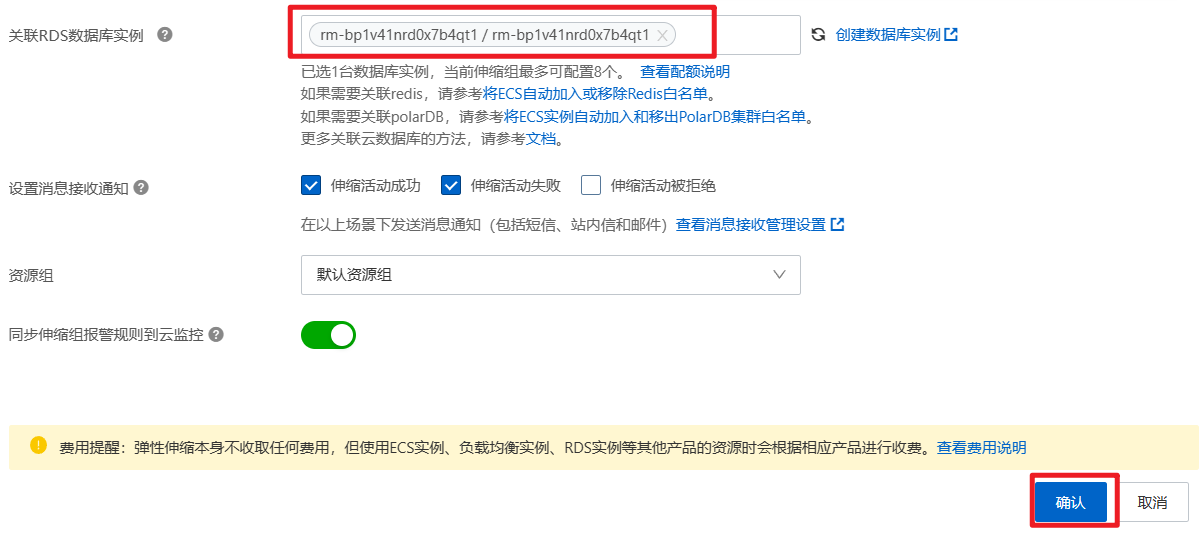 关联RDS数据库实例 ? rm-bp1v41nrd0x7b4qt1 / rm-bp1v41nrd0x7b4qt1 × 创建数据库实例
已选1台数据库实例，当前伸缩组最多可配置8个。 查看配额说明
如果需要关联redis，请参考将ECS自动加入或移除Redis白名单。
如果需要关联polarDB，请参考将ECS实例自动加入和移出PolarDB集群白名单。
更多关联云数据库的方法，请参考文档。
设置消息接收通知 ? 伸缩活动成功 伸缩活动失败 伸缩活动被拒绝
在以上场景下发送消息通知（包括短信、站内信和邮件）查看消息接收管理设置
资源组 默认资源组
同步伸缩组报警规则到云监控 ?
! 费用提醒：弹性伸缩本身不收取任何费用，但使用ECS实例、负载均衡实例、RDS实例等其他产品的资源时会根据相应产品进行收费。查看费用说明
确认 取消